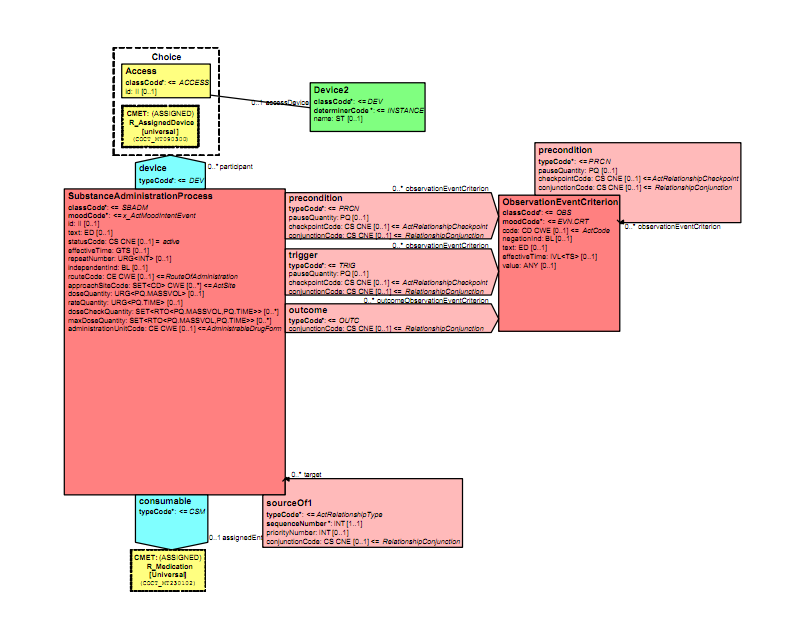 Choice
Access
classCode*: <= ACCESS
id: II [0..1]
CMET: (ASSIGNED)
R_AssignedDevice
[universal]
0..1 accessDevice
Device2
classCode*: <= DEV
determinerCode*: <= INSTANCE
name: ST [0..1]
device
typeCode*: <= DEV
0..* participant
SubstanceAdministrationProcess
classCode*: <= SBADM
moodCode*: <= x_ActMoodIntentEvent
id: II [0..1]
text: ED [0..1]
statusCode: CS CNE [0..1] = active
effectiveTime: GTS [0..1]
repeatNumber: URG<INT> [0..1]
independentInd: BL [0..1]
routeCode: CE CWE [0..1] <= RouteOfAdministration
approachSiteCode: SET<CD> CWE [0..*] <= ActSite
doseQuantity: URG<PQ.MASSVOL> [0..1]
rateQuantity: URG<PQ.TIME> [0..1]
doseCheckQuantity: SET<RTO<PQ.MASSVOL,PQ.TIME>> [0..*]
maxDoseQuantity: SET<RTO<PQ.MASSVOL,PQ.TIME>> [0..*]
administrationUnitCode: CE CWE [0..1] <= AdministrableDrugForm
0..* observationEventCriterion
precondition
typeCode*: <= PRCN
pauseQuantity: PQ [0..1]
checkpointCode: CS CNE [0..1] <= ActRelationshipCheckpoint
conjunctionCode: CS CNE [0..1] <= RelationshipConjunction
0..* observationEventCriterion
trigger
typeCode*: <= TRIG
pauseQuantity: PQ [0..1]
checkpointCode: CS CNE [0..1] <= ActRelationshipCheckpoint
conjunctionCode: CS CNE [0..1] <= RelationshipConjunction
0..* outcomeObservationEventCriterion
outcome
typeCode*: <= OUTC
conjunctionCode: CS CNE [0..1] <= RelationshipConjunction
precondition
typeCode*: <= PRCN
pauseQuantity: PQ [0..1]
checkpointCode: CS CNE [0..1] <= ActRelationshipCheckpoint
conjunctionCode: CS CNE [0..1] <= RelationshipConjunction
0..* observationEventCriterion
ObservationEventCriterion
classCode*: <= OBS
moodCode*: <= EVN.CRT
code: CD CWE [0..1] <= ActCode
negationInd: BL [0..1]
text: ED [0..1]
effectiveTime: IVL<TS> [0..1]
value: ANY [0..1]
0..* target
sourceOf1
typeCode*: <= ActRelationshipType
sequenceNumber*: INT [1..1]
priorityNumber: INT [0..1]
conjunctionCode: CS CNE [0..1] <= RelationshipConjunction
consumable
typeCode*: <= CSM
0..1 assignedEnt
CMET: (ASSIGNED)
R_Medication
[Universal]